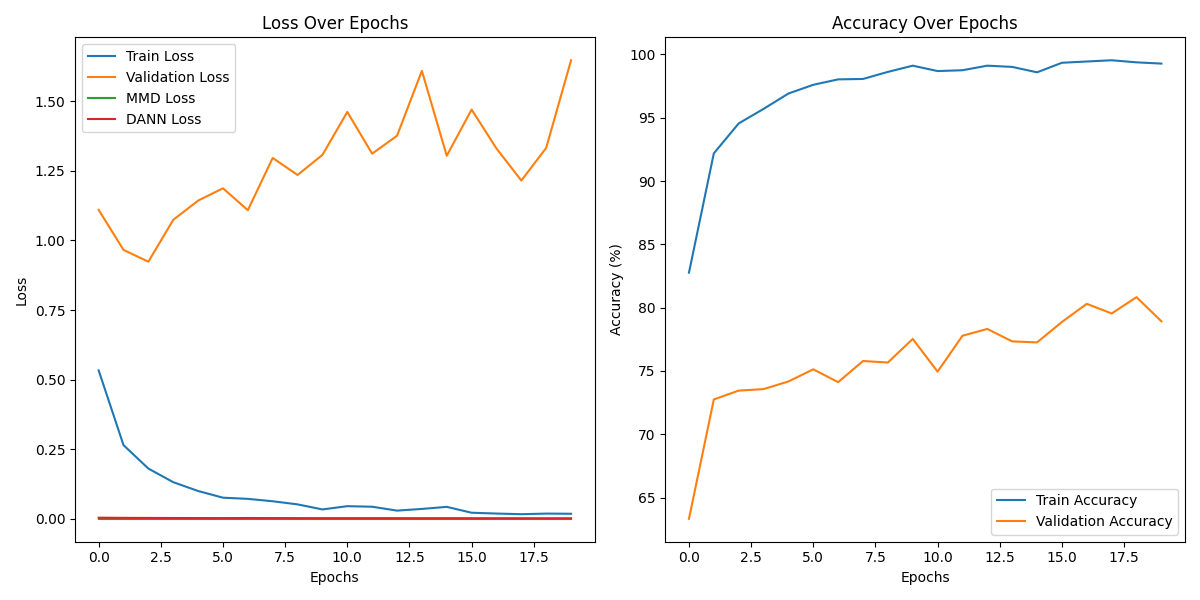 Loss Over Epochs
Train Loss
Validation Loss
MMD Loss
DANN Loss
1.50
1.25
1.00
0.75
0.50
0.25
0.00
Loss
0.0 2.5 5.0 7.5 10.0 12.5 15.0 17.5
Epochs
Accuracy Over Epochs
100
95
90
85
80
75
70
65
Accuracy (%)
Train Accuracy
Validation Accuracy
0.0 2.5 5.0 7.5 10.0 12.5 15.0 17.5
Epochs